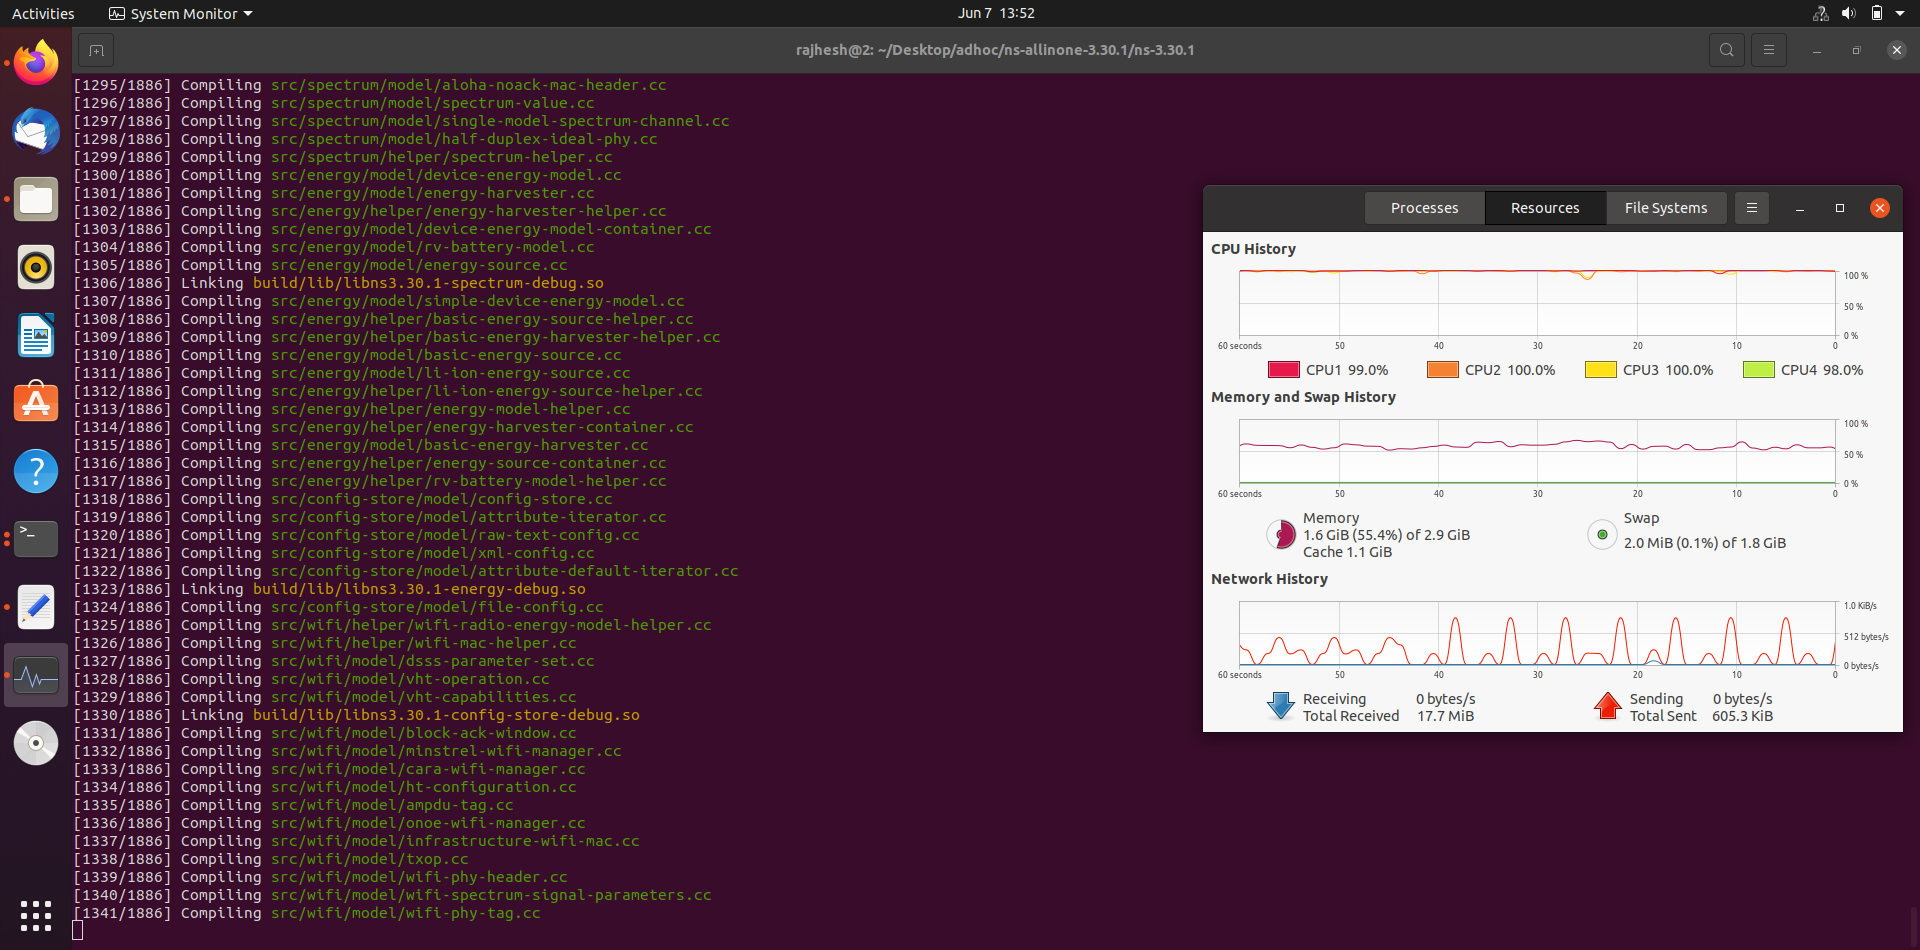 Activities
System Monitor
Jun 7 13:52
rajhesh@2: ~/Desktop/adhoc/ns-allinone-3.30.1/ns-3.30.1
[1295/1886] Compiling src/spectrum/model/aloha-noack-mac-header.cc
[1296/1886] Compiling src/spectrum/model/spectrum-value.cc
[1297/1886] Compiling src/spectrum/model/single-model-spectrum-channel.cc
[1298/1886] Compiling src/spectrum/model/half-duplex-ideal-phy.cc
[1299/1886] Compiling src/spectrum/helper/spectrum-helper.cc
[1300/1886] Compiling src/energy/model/device-energy-model.cc
[1301/1886] Compiling src/energy/model/energy-harvester.cc
[1302/1886] Compiling src/energy/helper/energy-harvester-helper.cc
[1303/1886] Compiling src/energy/model/device-energy-model-container.cc
[1304/1886] Compiling src/energy/model/rv-battery-model.cc
[1305/1886] Compiling src/energy/model/energy-source.cc
[1306/1886] Linking build/lib/libns3.30.1-spectrum-debug.so
[1307/1886] Compiling src/energy/model/simple-device-energy-model.cc
[1308/1886] Compiling src/energy/helper/basic-energy-source-helper.cc
[1309/1886] Compiling src/energy/helper/basic-energy-harvester-helper.cc
[1310/1886] Compiling src/energy/model/basic-energy-source.cc
[1311/1886] Compiling src/energy/model/li-ion-energy-source.cc
[1312/1886] Compiling src/energy/helper/li-ion-energy-source-helper.cc
[1313/1886] Compiling src/energy/helper/energy-model-helper.cc
[1314/1886] Compiling src/energy/helper/energy-harvester-container.cc
[1315/1886] Compiling src/energy/model/basic-energy-harvester.cc
[1316/1886] Compiling src/energy/helper/energy-source-container.cc
[1317/1886] Compiling src/energy/helper/rv-battery-model-helper.cc
[1318/1886] Compiling src/config-store/model/config-store.cc
[1319/1886] Compiling src/config-store/model/attribute-iterator.cc
[1320/1886] Compiling src/config-store/model/raw-text-config.cc
[1321/1886] Compiling src/config-store/model/xml-config.cc
[1322/1886] Compiling src/config-store/model/attribute-default-iterator.cc
[1323/1886] Linking build/lib/libns3.30.1-energy-debug.so
[1324/1886] Compiling src/config-store/model/file-config.cc
[1325/1886] Compiling src/wifi/helper/wifi-radio-energy-model-helper.cc
[1326/1886] Compiling src/wifi/helper/wifi-mac-helper.cc
[1327/1886] Compiling src/wifi/model/dsss-parameter-set.cc
[1328/1886] Compiling src/wifi/model/vht-operation.cc
[1329/1886] Compiling src/wifi/model/vht-capabilities.cc
[1330/1886] Linking build/lib/libns3.30.1-config-store-debug.so
[1331/1886] Compiling src/wifi/model/block-ack-window.cc
[1332/1886] Compiling src/wifi/model/minstrel-wifi-manager.cc
[1333/1886] Compiling src/wifi/model/cara-wifi-manager.cc
[1334/1886] Compiling src/wifi/model/ht-configuration.cc
[1335/1886] Compiling src/wifi/model/ampdu-tag.cc
[1336/1886] Compiling src/wifi/model/onoe-wifi-manager.cc
[1337/1886] Compiling src/wifi/model/infrastructure-wifi-mac.cc
[1338/1886] Compiling src/wifi/model/txop.cc
[1339/1886] Compiling src/wifi/model/wifi-phy-header.cc
[1340/1886] Compiling src/wifi/model/wifi-spectrum-signal-parameters.cc
[1341/1886] Compiling src/wifi/model/wifi-phy-tag.cc
Processes Resources File Systems
CPU History
100 %
50 %
0 %
60 seconds 50 40 30 20 10 0
CPU1 99.0% CPU2 100.0% CPU3 100.0% CPU4 98.0%
Memory and Swap History
100 %
50 %
0 %
60 seconds 50 40 30 20 10 0
Memory
1.6 GiB (55.4%) of 2.9 GiB
Cache 1.1 GiB
Swap
2.0 MiB (0.1%) of 1.8 GiB
Network History
1.0 KiB/s
512 bytes/s
0 bytes/s
60 seconds 50 40 30 20 10 0
Receiving 0 bytes/s
Total Received 17.7 MiB
Sending 0 bytes/s
Total Sent 605.3 KiB